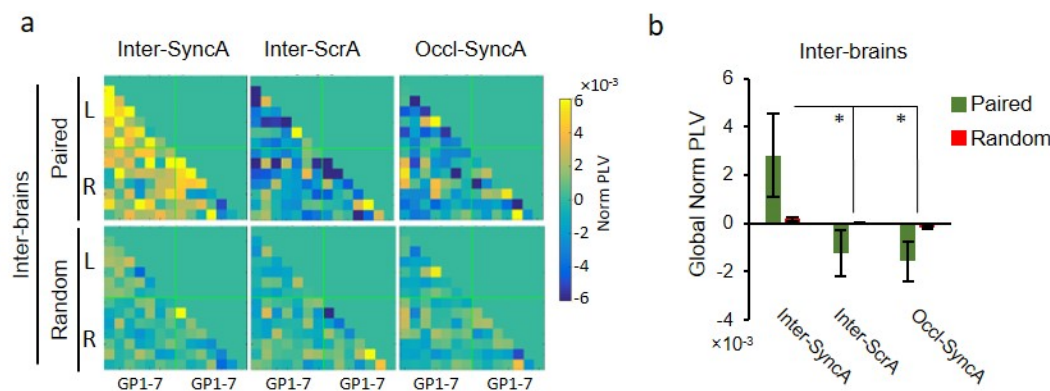 a
Inter-SyncA Inter-ScrA Occl-SyncA
×10⁻³
Inter-brains
Paired
L
R
Random
L
R
6
4
2
0
-2
-4
-6
Norm PLV
GP1-7 GP1-7 GP1-7 GP1-7 GP1-7 GP1-7
b
Inter-brains
Global Norm PLV
6
4
2
0
-2
-4
×10⁻³
* *
Paired
Random
Inter-SyncA
Inter-ScrA
Occl-SyncA